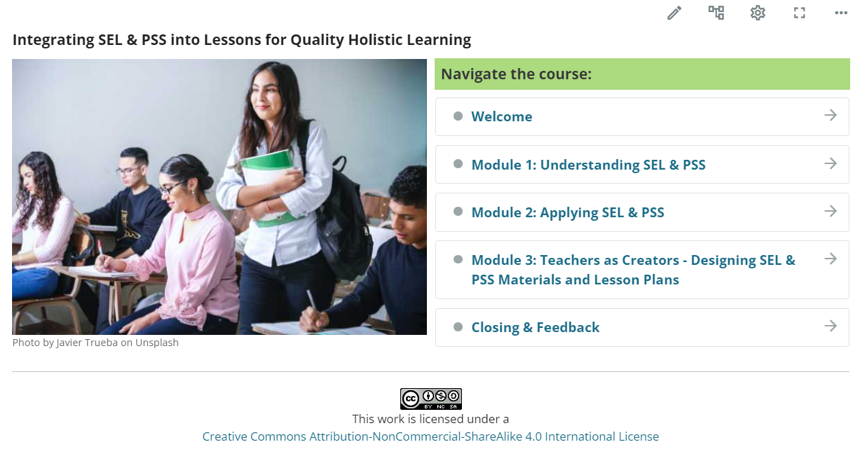 Integrating SEL & PSS into Lessons for Quality Holistic Learning
Navigate the course:
Welcome
Module 1: Understanding SEL & PSS
Module 2: Applying SEL & PSS
Module 3: Teachers as Creators - Designing SEL &
PSS Materials and Lesson Plans
Closing & Feedback
Photo by Javier Trueba on Unsplash
cc
BY NC SA
This work is licensed under a
Creative Commons Attribution-NonCommercial-ShareAlike 4.0 International License